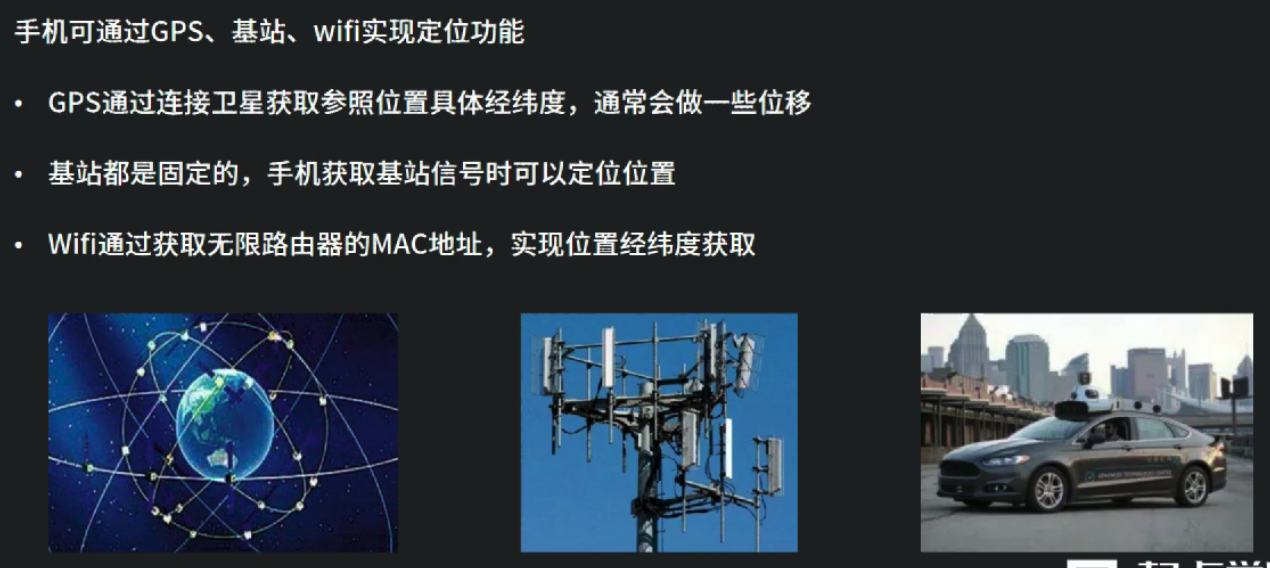 手机可通过GPS、基站、wifi实现定位功能
• GPS通过连接卫星获取参照位置具体经纬度，通常会做一些位移
• 基站都是固定的，手机获取基站信号时可以定位位置
• Wifi通过获取无限路由器的MAC地址，实现位置经纬度获取
UBER
ADVANCED TECHNOLOGIES CENTER